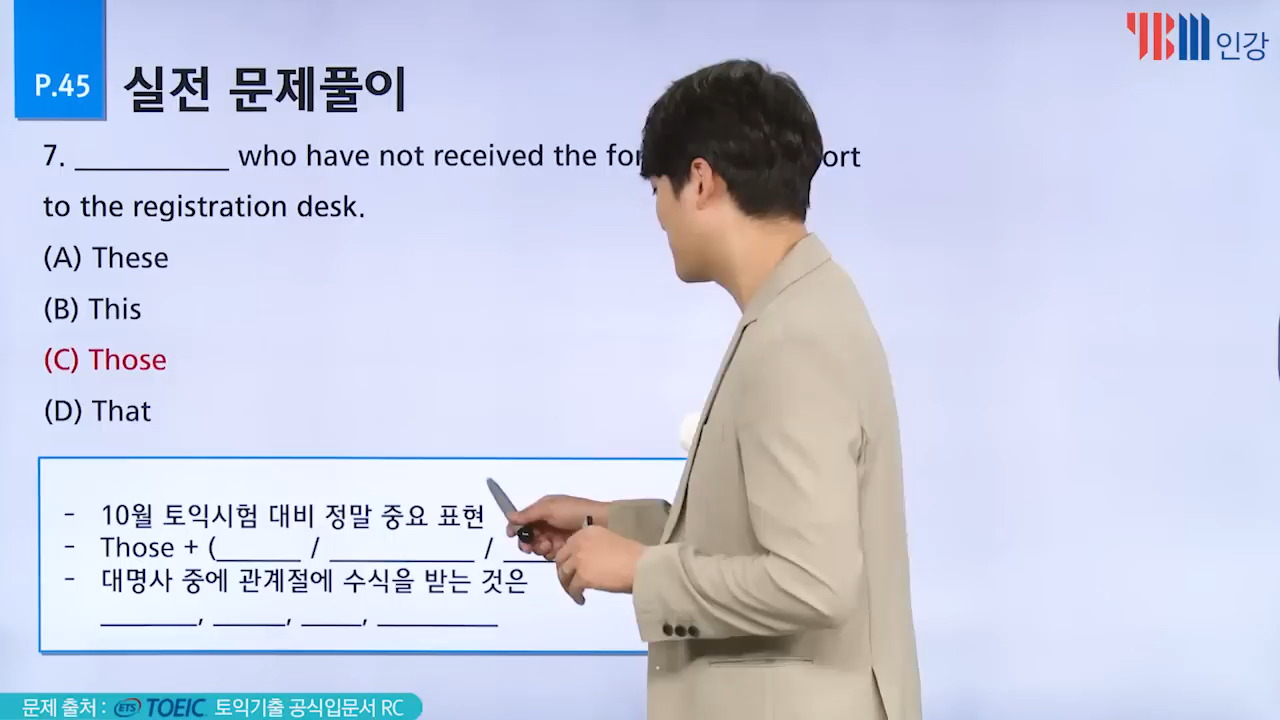 YBM 인강
P.45
실전 문제풀이
7. __________ who have not received the
to the registration desk.
(A) These
(B) This
(C) Those
(D) That
- 10월 토익시험 대비 정말 중요 표현
- Those + (______ / __________ / ____
- 대명사 중에 관계절에 수식을 받는 것은
_______, _____, ____, ________
문제 출처 : ETS TOEIC 토익기출 공식입문서 RC